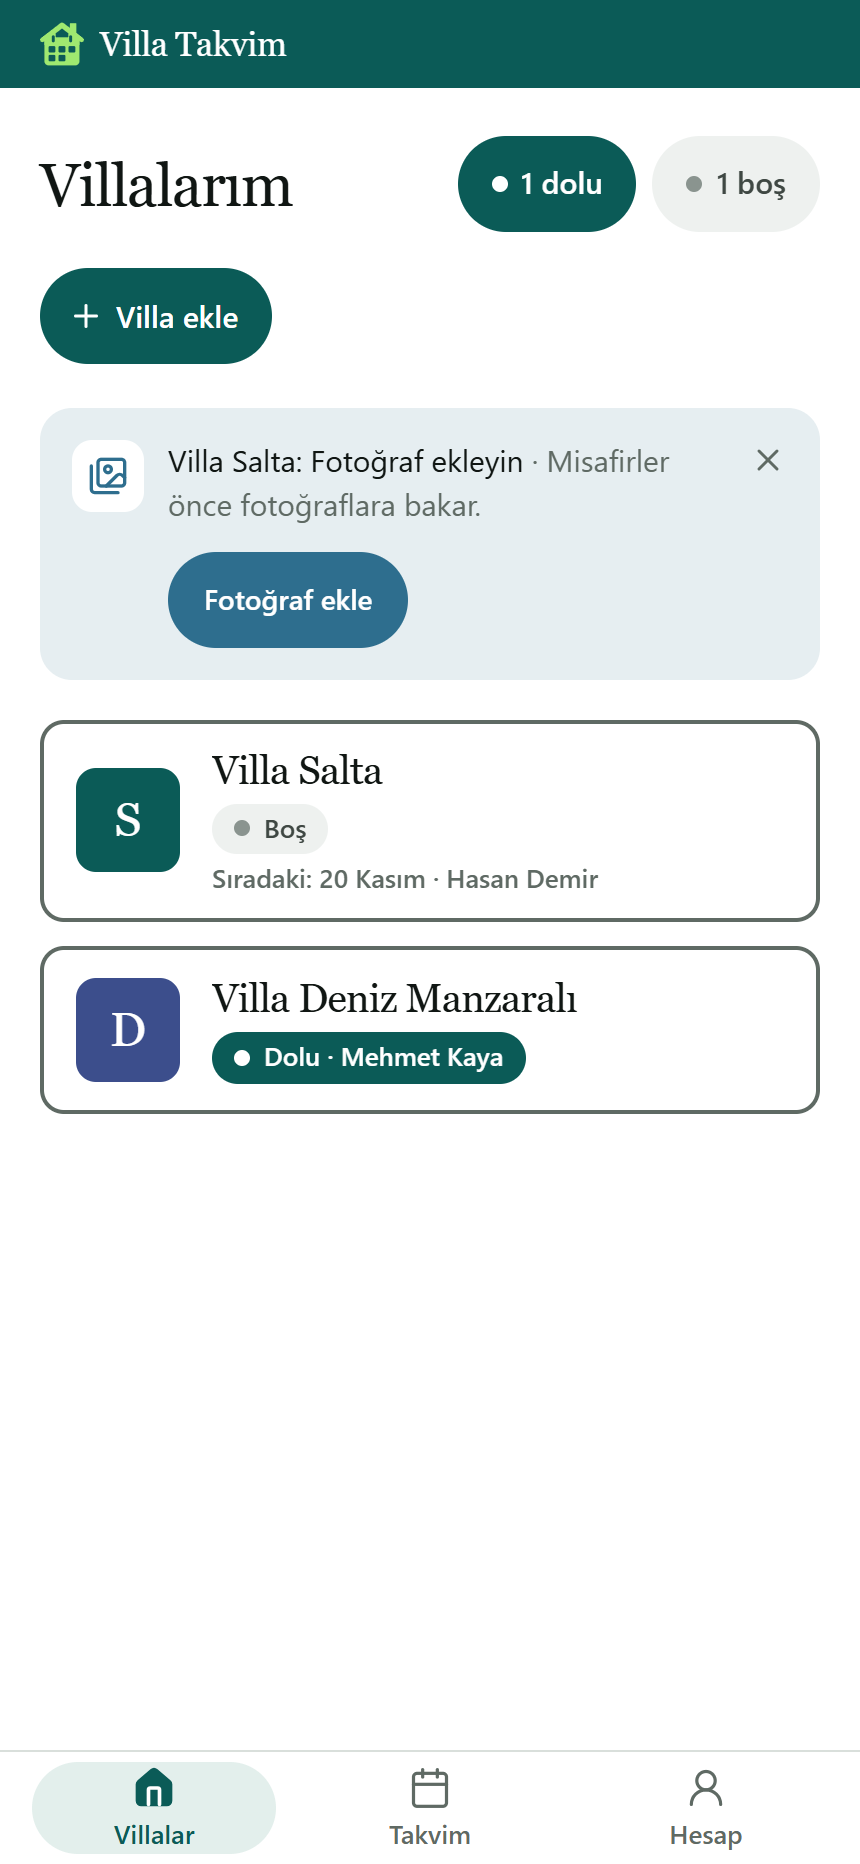 Villa Takvim
Villalarım
1 dolu
1 boş
Villa ekle
Villa Salta: Fotoğraf ekleyin · Misafirler
önce fotoğraflara bakar.
Fotoğraf ekle
S
Villa Salta
Boş
Sıradaki: 20 Kasım · Hasan Demir
D
Villa Deniz Manzaralı
Dolu · Mehmet Kaya
Villalar
Takvim
Hesap